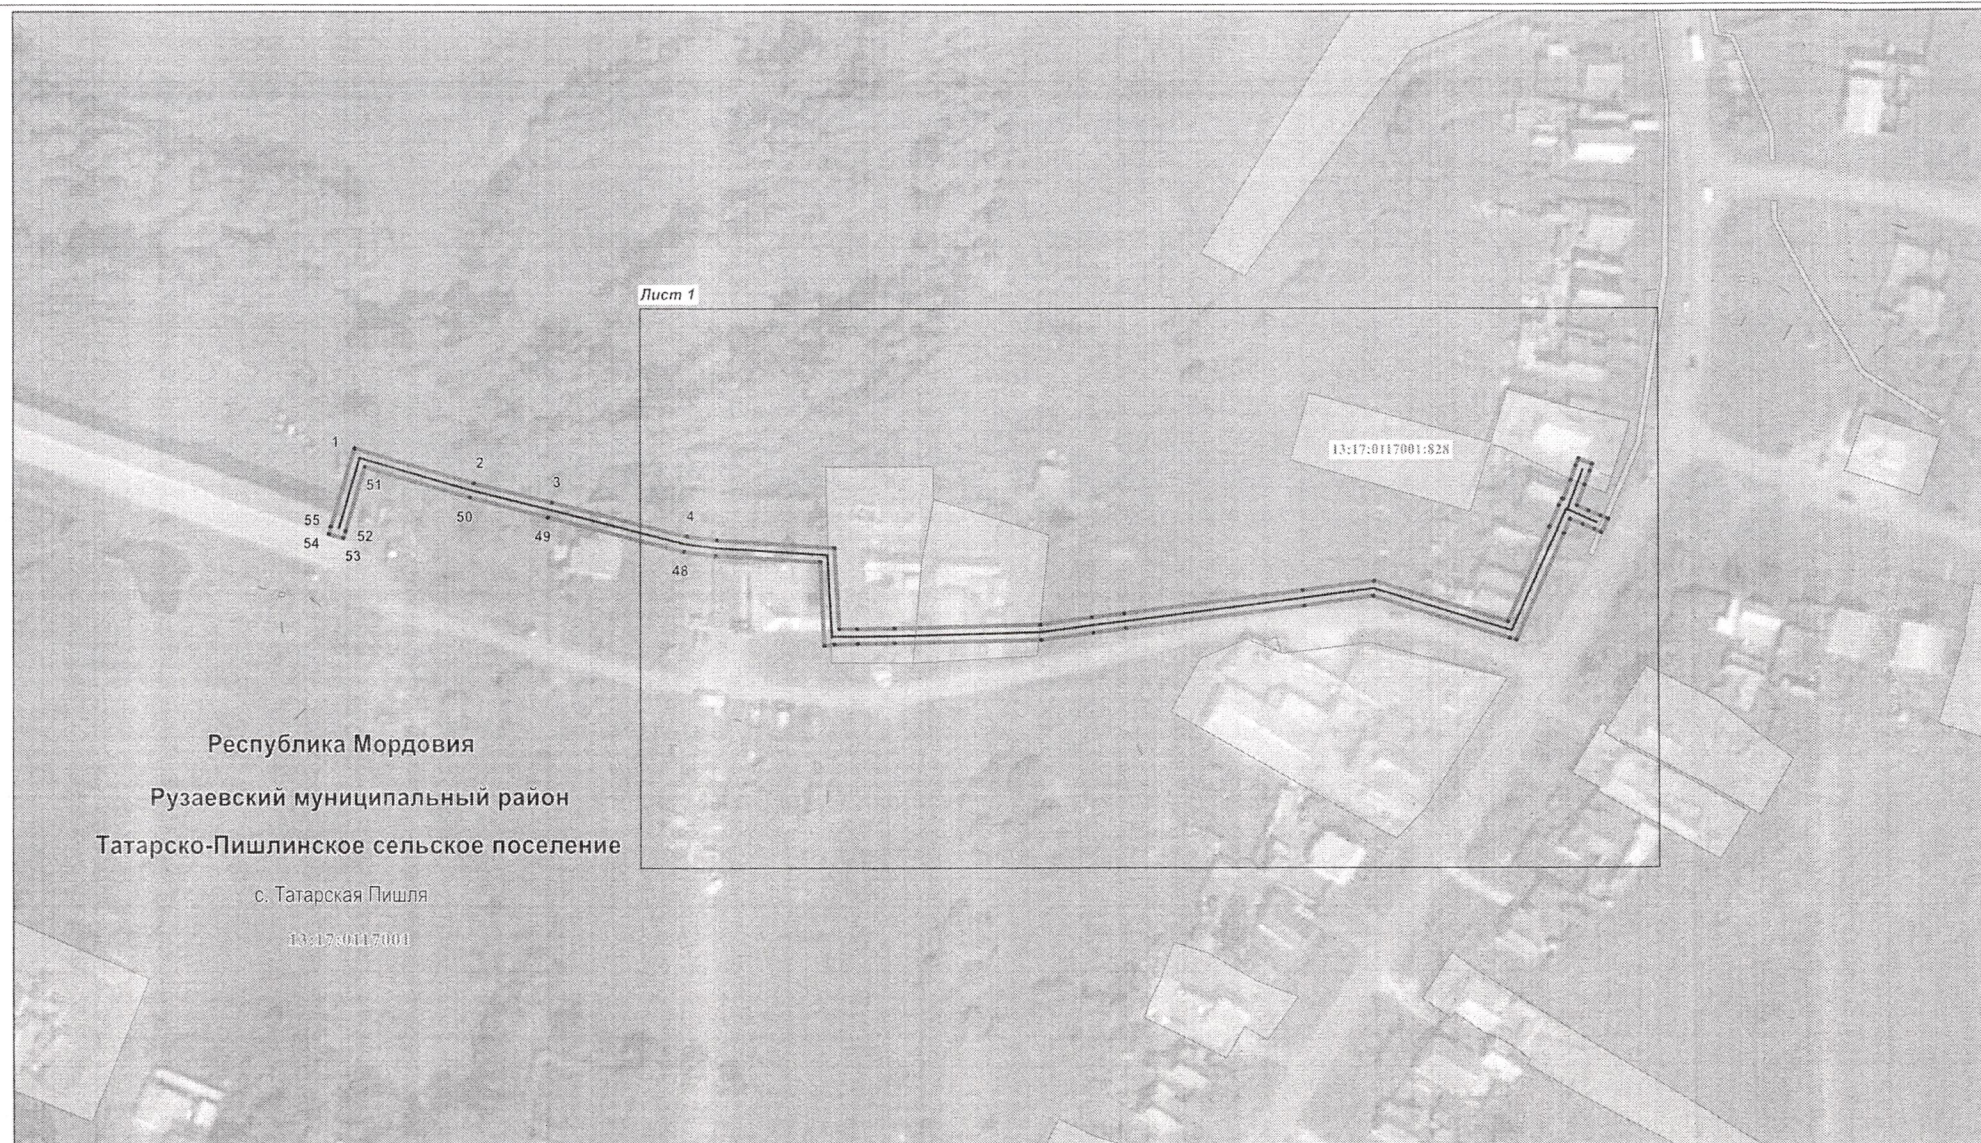 Лист 1
13:17:0117001:828
1
2
3
51
50
4
55
52
49
54
53
48
Республика Мордовия
Рузаевский муниципальный район
Татарско-Пишлинское сельское поселение
с. Татарская Пишля
13:17:0117001